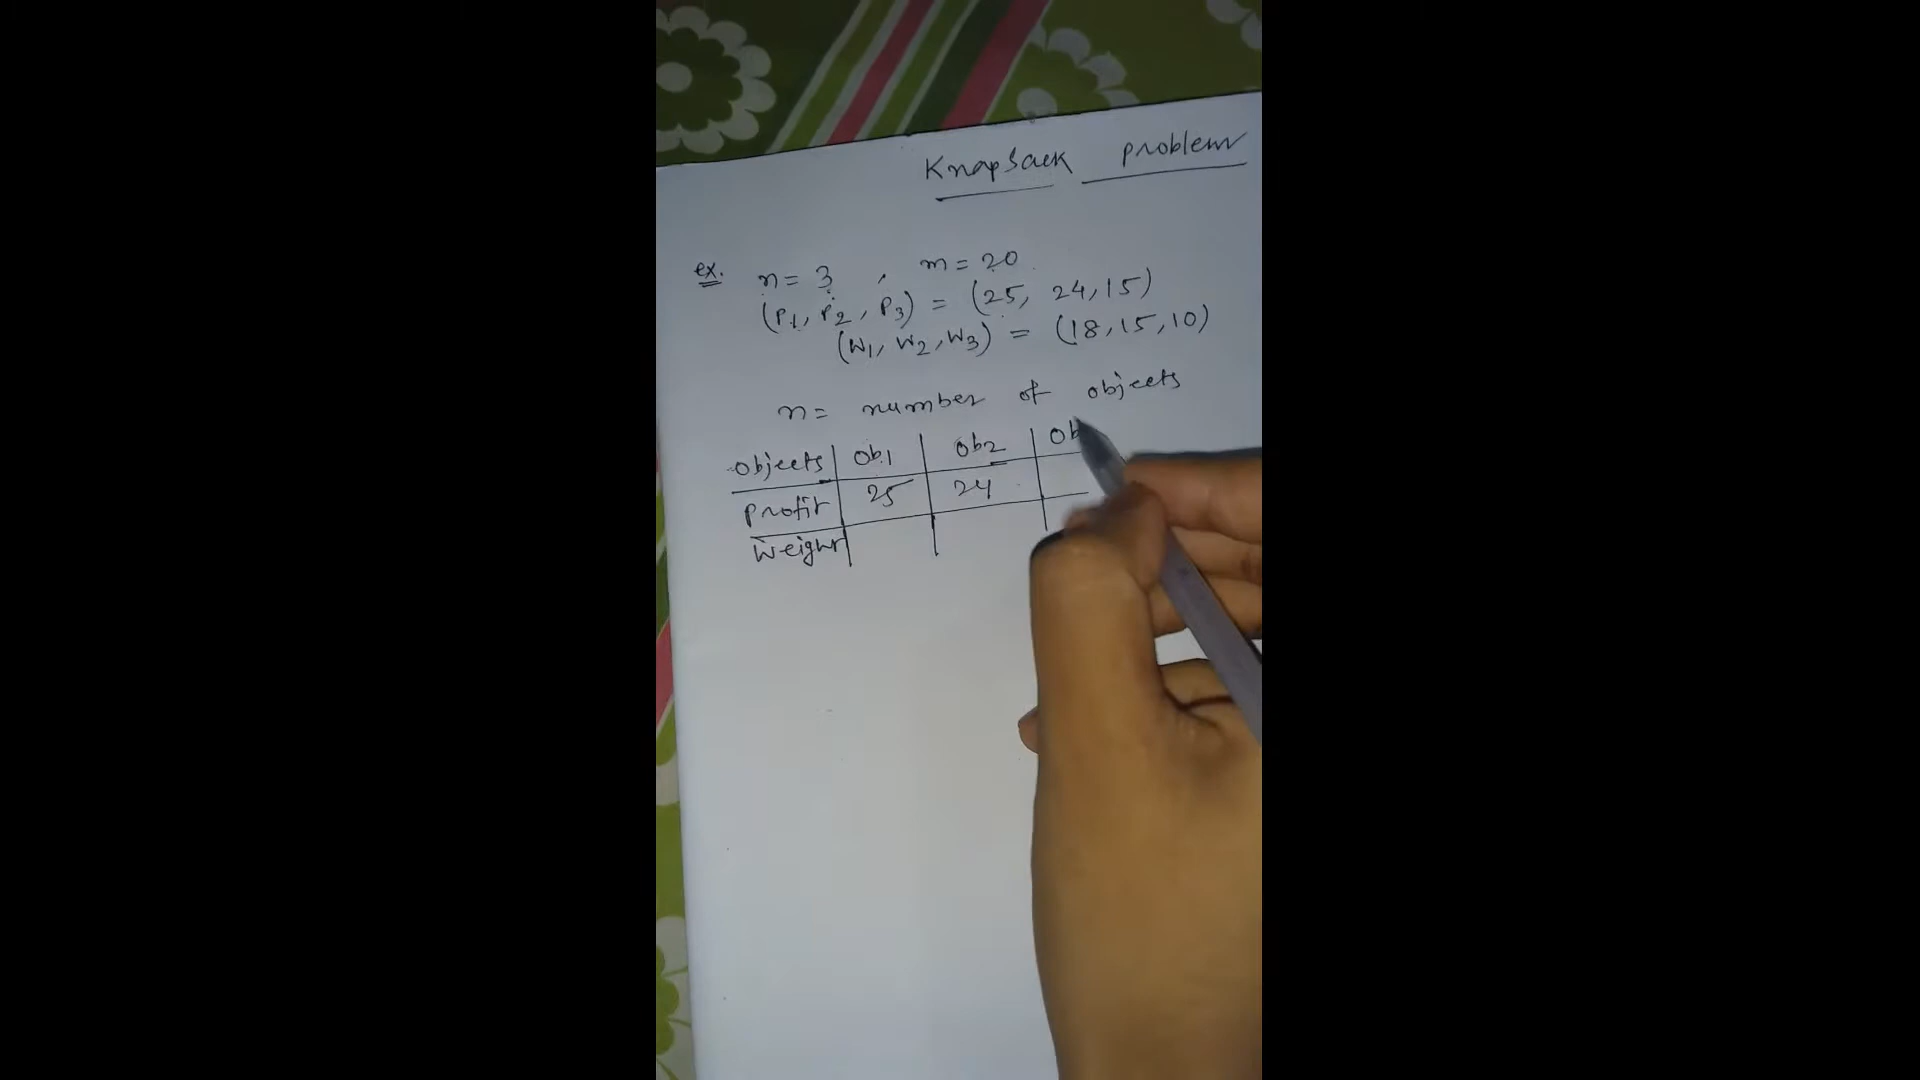 Knapsack problem
ex. n = 3 , m = 20
(P1, P2, P3) = (25, 24, 15)
(W1, W2, W3) = (18, 15, 10)
n = number of objects
Objects Ob1 Ob2 Ob
Profit 25 24
Weight